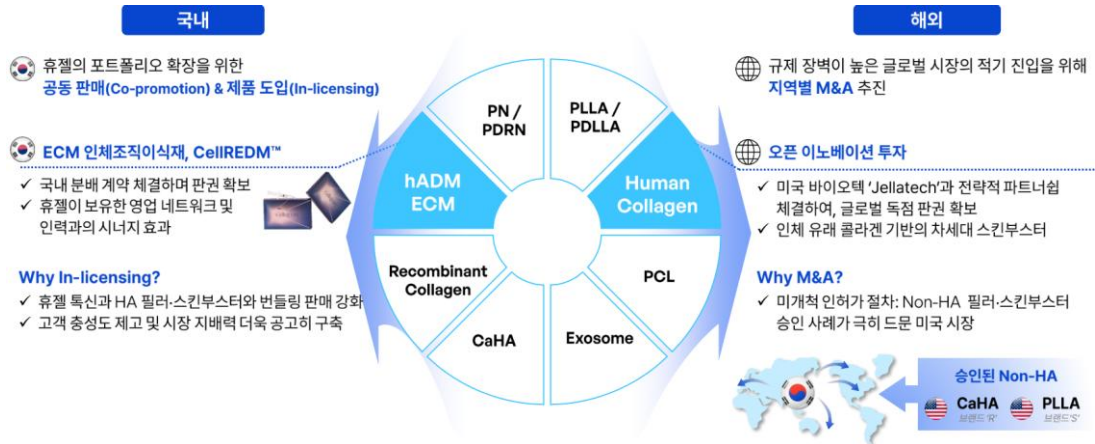 국내
휴젤의 포트폴리오 확장을 위한
공동 판매(Co-promotion) & 제품 도입(In-licensing)
ECM 인체조직이식재, CellREDM™
✓ 국내 분배 계약 체결하며 판권 확보
✓ 휴젤이 보유한 영업 네트워크 및
인력과의 시너지 효과
Why In-licensing?
✓ 휴젤 톡신과 HA 필러·스킨부스터와 번들링 판매 강화
✓ 고객 충성도 제고 및 시장 지배력 더욱 공고히 구축
PN /
PDRN
PLLA /
PDLLA
hADM
ECM
Human
Collagen
Recombinant
Collagen
PCL
CaHA
Exosome
해외
규제 장벽이 높은 글로벌 시장의 적기 진입을 위해
지역별 M&A 추진
오픈 이노베이션 투자
✓ 미국 바이오텍 ‘Jellatech’과 전략적 파트너쉽
체결하여, 글로벌 독점 판권 확보
✓ 인체 유래 콜라겐 기반의 차세대 스킨부스터
Why M&A?
✓ 미개척 인허가 절차: Non-HA 필러·스킨부스터
승인 사례가 극히 드문 미국 시장
승인된 Non-HA
CaHA
브랜드‘R’
PLLA
브랜드‘S’